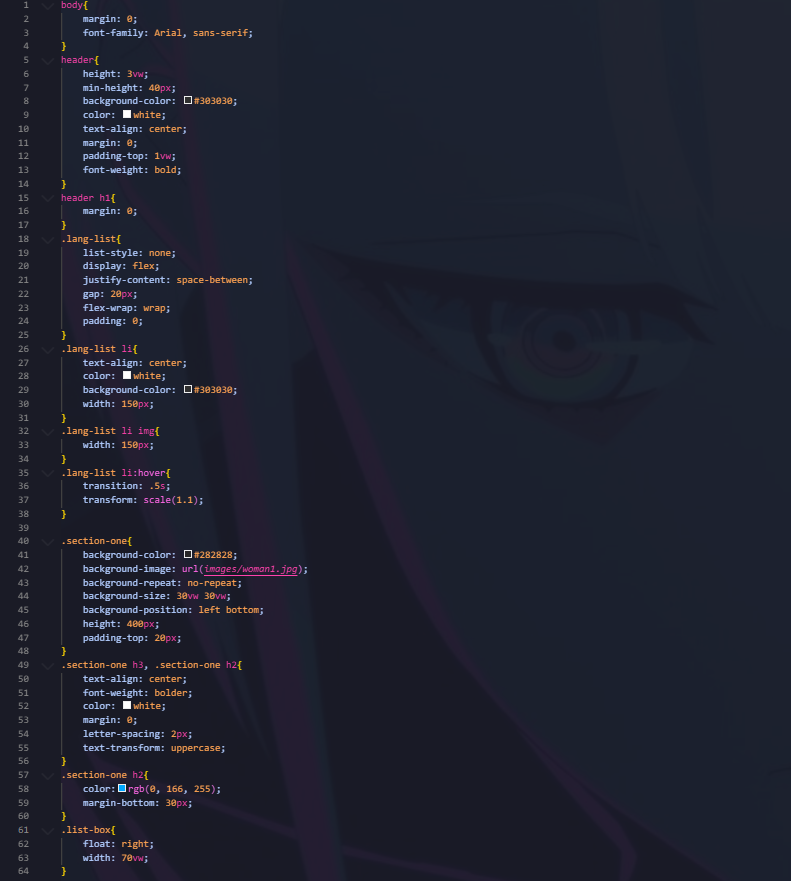 1 body{
2 margin: 0;
3 font-family: Arial, sans-serif;
4 }
5 header{
6 height: 3vw;
7 min-height: 40px;
8 background-color: #303030;
9 color: white;
10 text-align: center;
11 margin: 0;
12 padding-top: 1vw;
13 font-weight: bold;
14 }
15 header h1{
16 margin: 0;
17 }
18 .lang-list{
19 list-style: none;
20 display: flex;
21 justify-content: space-between;
22 gap: 20px;
23 flex-wrap: wrap;
24 padding: 0;
25 }
26 .lang-list li{
27 text-align: center;
28 color: white;
29 background-color: #303030;
30 width: 150px;
31 }
32 .lang-list li img{
33 width: 150px;
34 }
35 .lang-list li:hover{
36 transition: .5s;
37 transform: scale(1.1);
38 }
39
40 .section-one{
41 background-color: #282828;
42 background-image: url(images/woman1.jpg);
43 background-repeat: no-repeat;
44 background-size: 30vw 30vw;
45 background-position: left bottom;
46 height: 400px;
47 padding-top: 20px;
48 }
49 .section-one h3, .section-one h2{
50 text-align: center;
51 font-weight: bolder;
52 color: white;
53 margin: 0;
54 letter-spacing: 2px;
55 text-transform: uppercase;
56 }
57 .section-one h2{
58 color: rgb(0, 166, 255);
59 margin-bottom: 30px;
60 }
61 .list-box{
62 float: right;
63 width: 70vw;
64 }